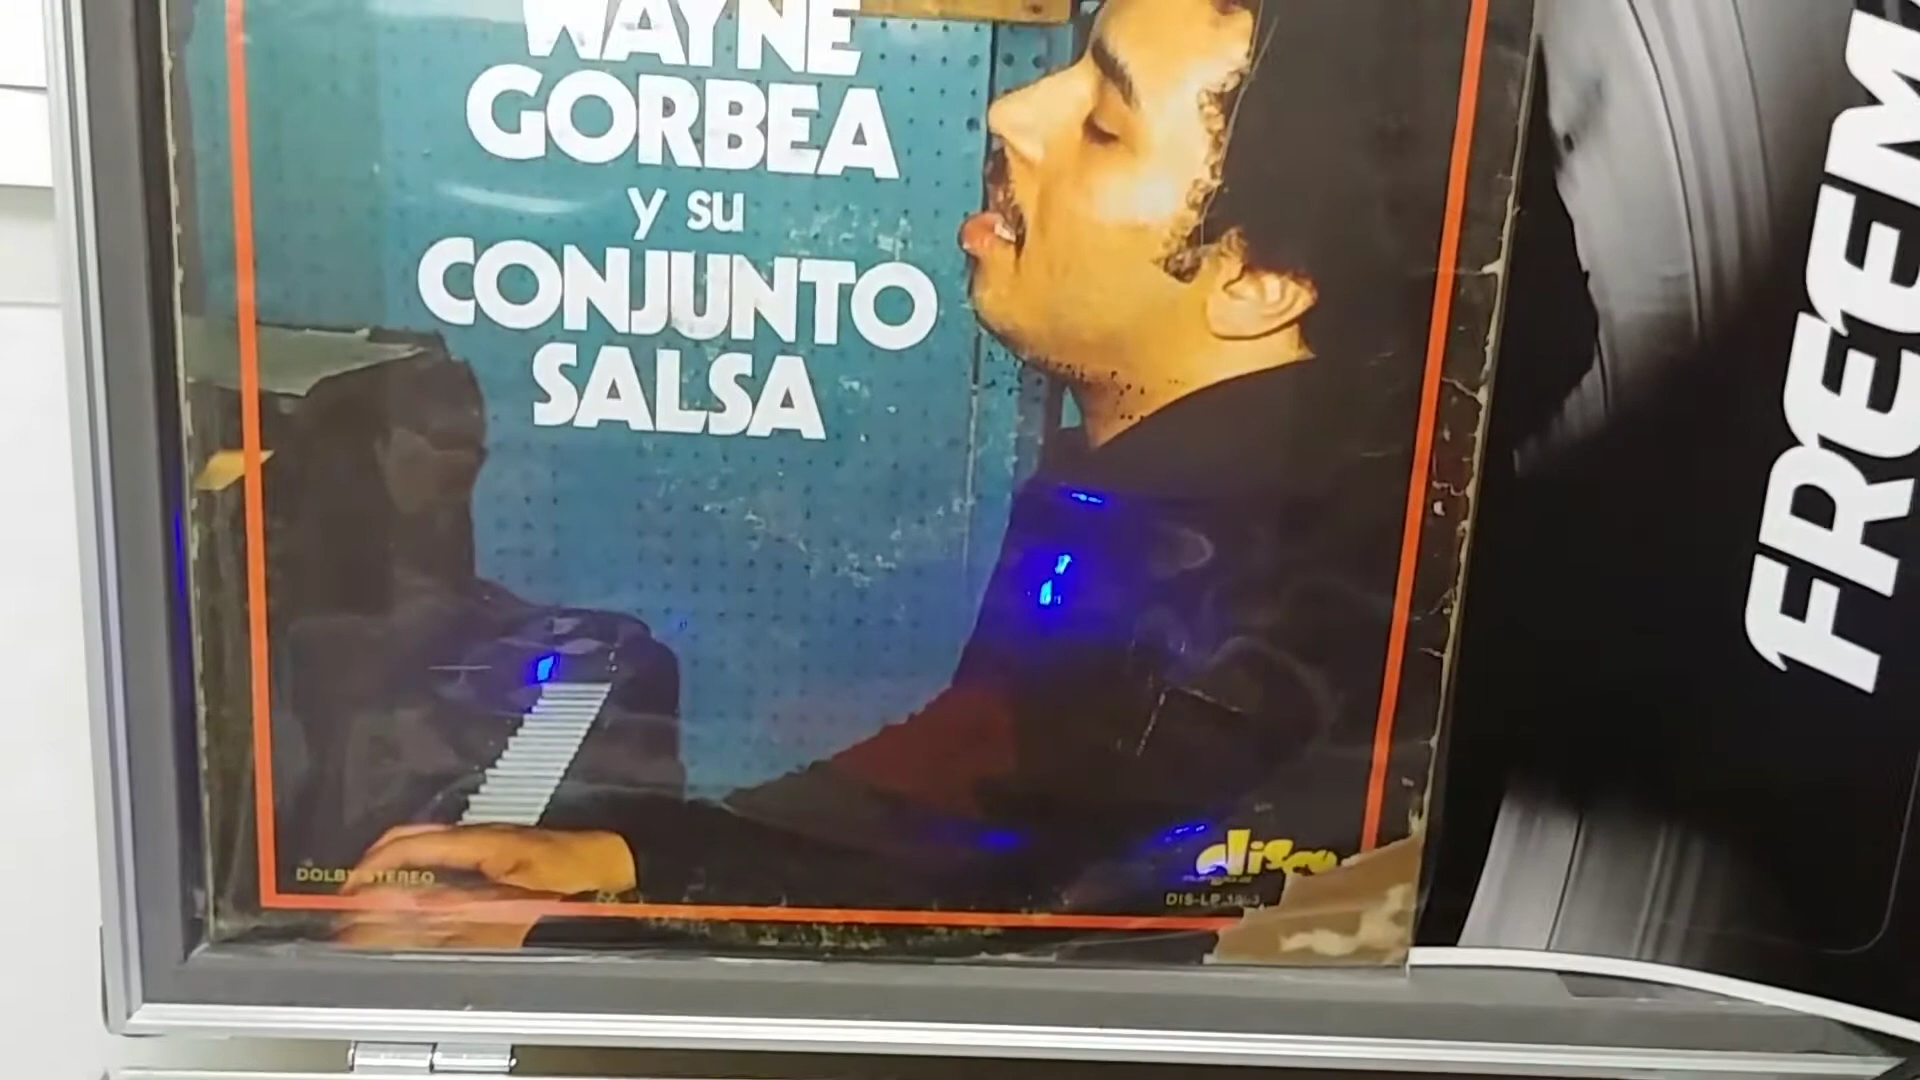 WAYNE
GORBEA
y su
CONJUNTO
SALSA
DOLBY STEREO
FREEM